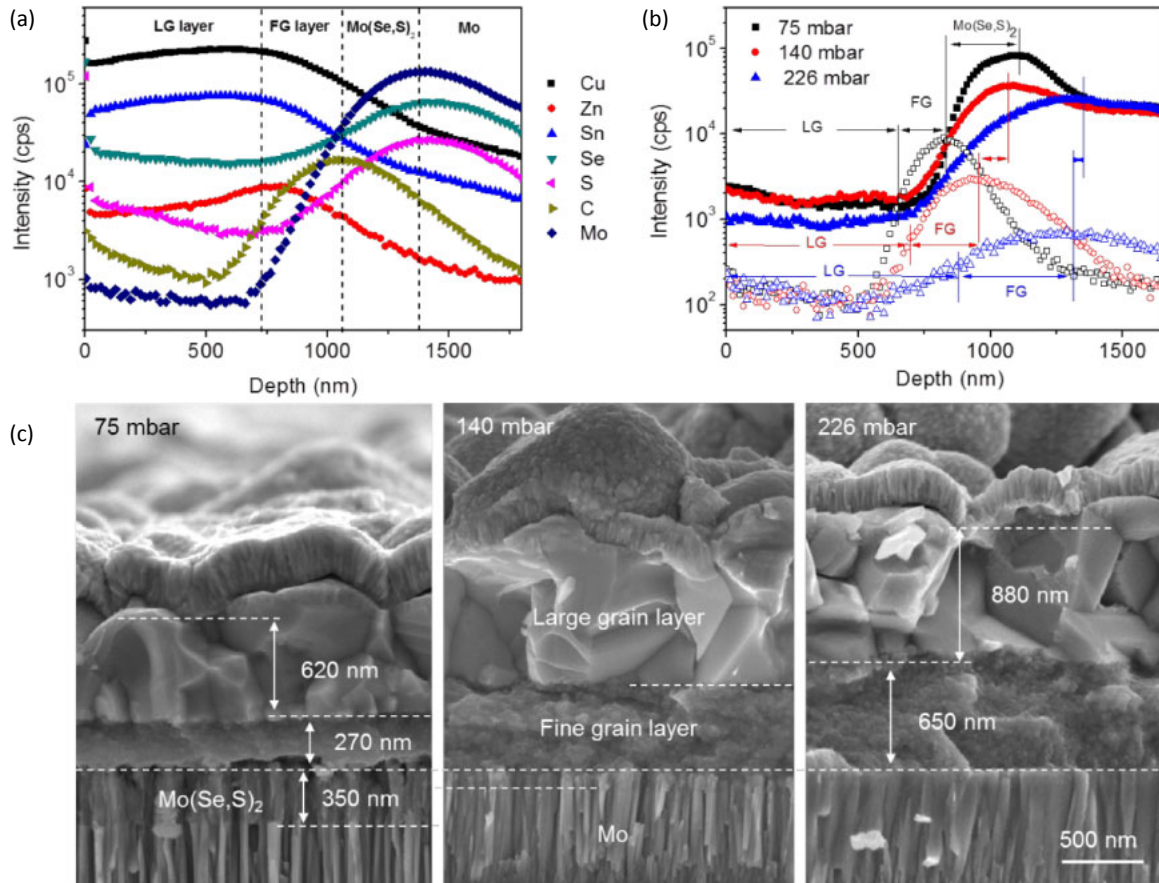 (a)
LG layer FG layer Mo(Se,S)2 Mo
10^5
10^4
10^3
Intensity (cps)
0 500 1000 1500
Depth (nm)
Cu
Zn
Sn
Se
S
C
Mo
(b)
75 mbar
140 mbar
226 mbar
Mo(Se,S)2
FG
LG
LG
FG
LG
FG
10^5
10^4
10^3
10^2
Intensity (cps)
0 500 1000 1500
Depth (nm)
(c)
75 mbar
620 nm
270 nm
Mo(Se,S)2
350 nm
140 mbar
Large grain layer
Fine grain layer
Mo
226 mbar
880 nm
650 nm
500 nm